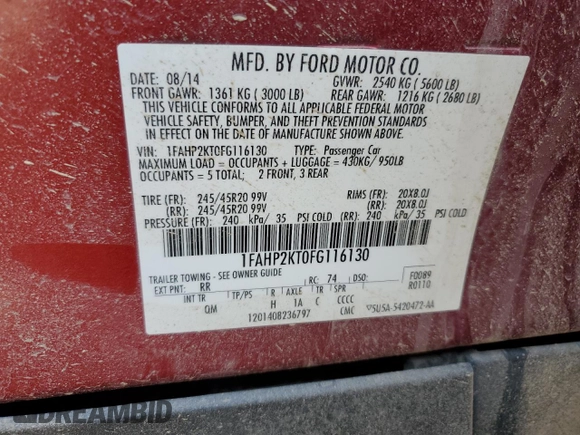 MFD. BY FORD MOTOR CO.
DATE: 08/14 GVWR: 2540 KG ( 5600 LB)
FRONT GAWR: 1361 KG ( 3000 LB) REAR GAWR: 1216 KG ( 2680 LB)
THIS VEHICLE CONFORMS TO ALL APPLICABLE FEDERAL MOTOR
VEHICLE SAFETY, BUMPER, AND THEFT PREVENTION STANDARDS
IN EFFECT ON THE DATE OF MANUFACTURE SHOWN ABOVE.
VIN: 1FAHP2KT0FG116130 TYPE: Passenger Car
MAXIMUM LOAD = OCCUPANTS + LUGGAGE = 430KG/ 950LB
OCCUPANTS = 5 TOTAL: 2 FRONT, 3 REAR
TIRE (FR): 245/45R20 99V RIMS (FR): 20X8.0J
(RR): 245/45R20 99V (RR): 20X8.0J
PRESSURE (FR): 240 kPa/ 35 PSI COLD (RR): 240 kPa/ 35 PSI COLD
1FAHP2KT0FG116130
TRAILER TOWING - SEE OWNER GUIDE
EXT PNT: RR RC: 74 DSO: F0089
R0110
INT TR TP/PS R AXLE TR SPR
QM H 1A C CCCC
1201408236797 CMC 5U5A-5420472-AA
DREAMBID